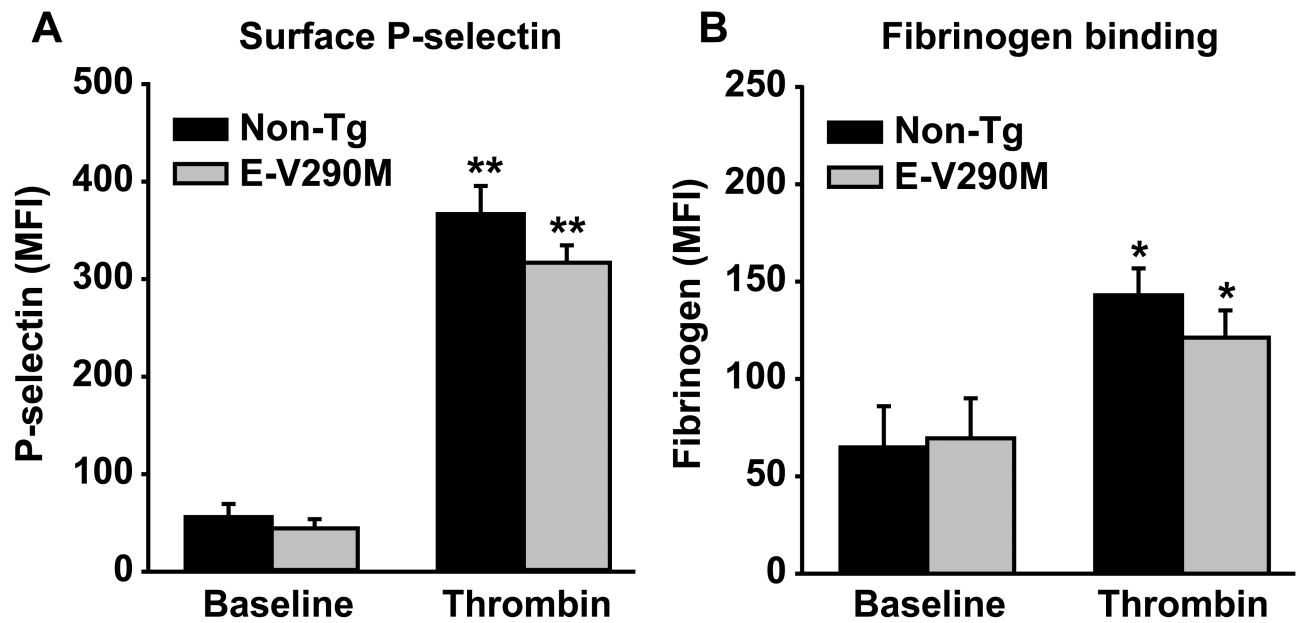 A
Surface P-selectin
P-selectin (MFI)
500
400
300
200
100
0
Non-Tg
E-V290M
**
**
Baseline
Thrombin
B
Fibrinogen binding
Fibrinogen (MFI)
250
200
150
100
50
0
Non-Tg
E-V290M
*
*
Baseline
Thrombin